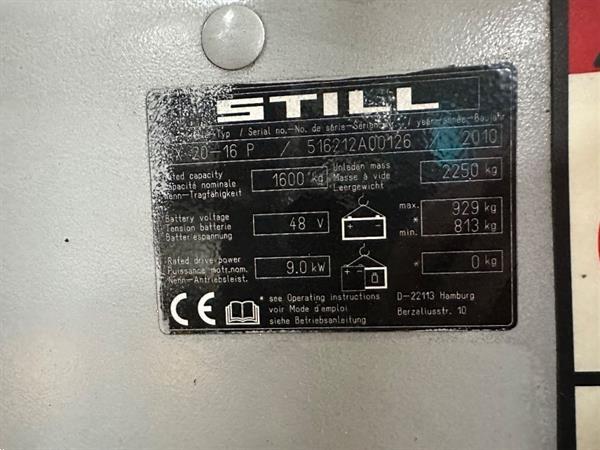 STILL
Typ / Serial no.-No. de série-Serien / year-année-Baujahr
X 20-16 P / 516212A00126 / 2010
Rated capacity
Capacité nominale
Nenn-Tragfähigkeit
1600 kg
Unladen mass
Masse à vide
Leergewicht
2250 kg
Battery voltage
Tension batterie
Batteriespannung
48 V
max. 929 kg
*
min. 813 kg
Rated drive power
Puissance motr.nom.
Nenn-Antriebsleist.
9.0 kW
* 0 kg
CE
* see Operating instructions
voir Mode d'emploi
siehe Betriebsanleitung
D-22113 Hamburg
Berzeliusstr. 10